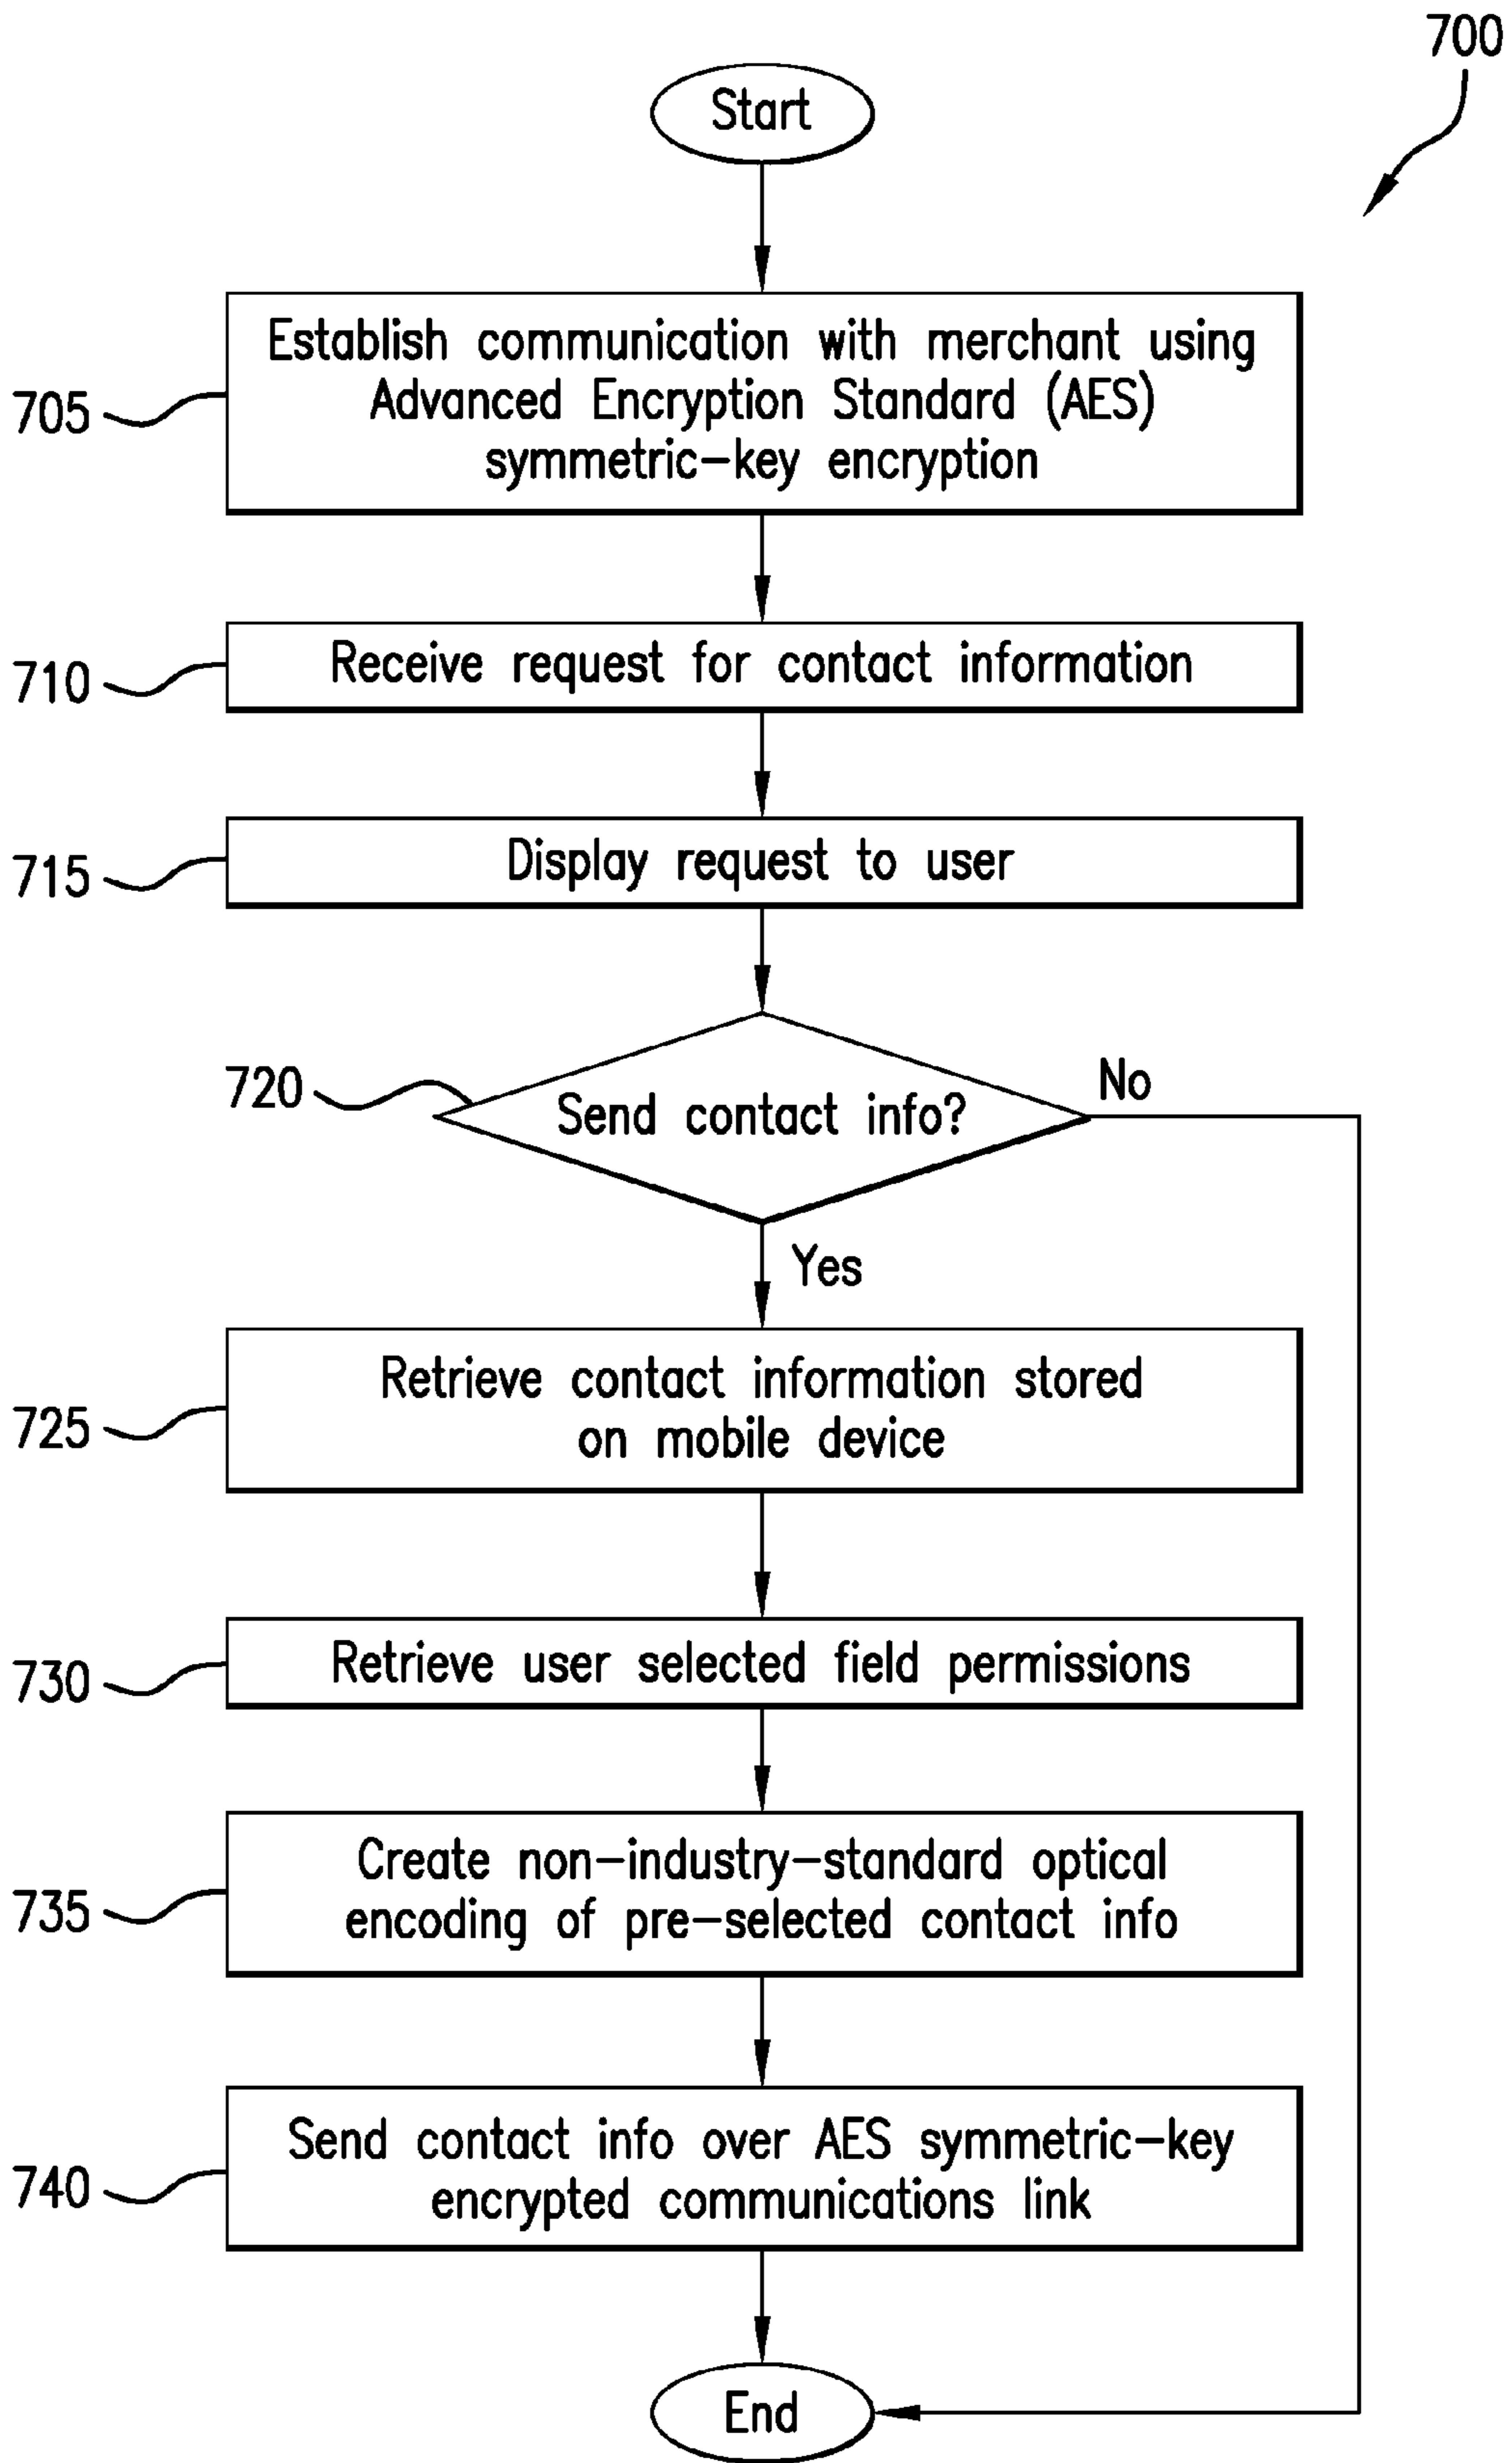 700
Start
Establish communication with merchant using
Advanced Encryption Standard (AES)
symmetric-key encryption
705
Receive request for contact information
710
Display request to user
715
Send contact info?
720
No
Yes
Retrieve contact information stored
on mobile device
725
Retrieve user selected field permissions
730
Create non-industry-standard optical
encoding of pre-selected contact info
735
Send contact info over AES symmetric-key
encrypted communications link
740
End